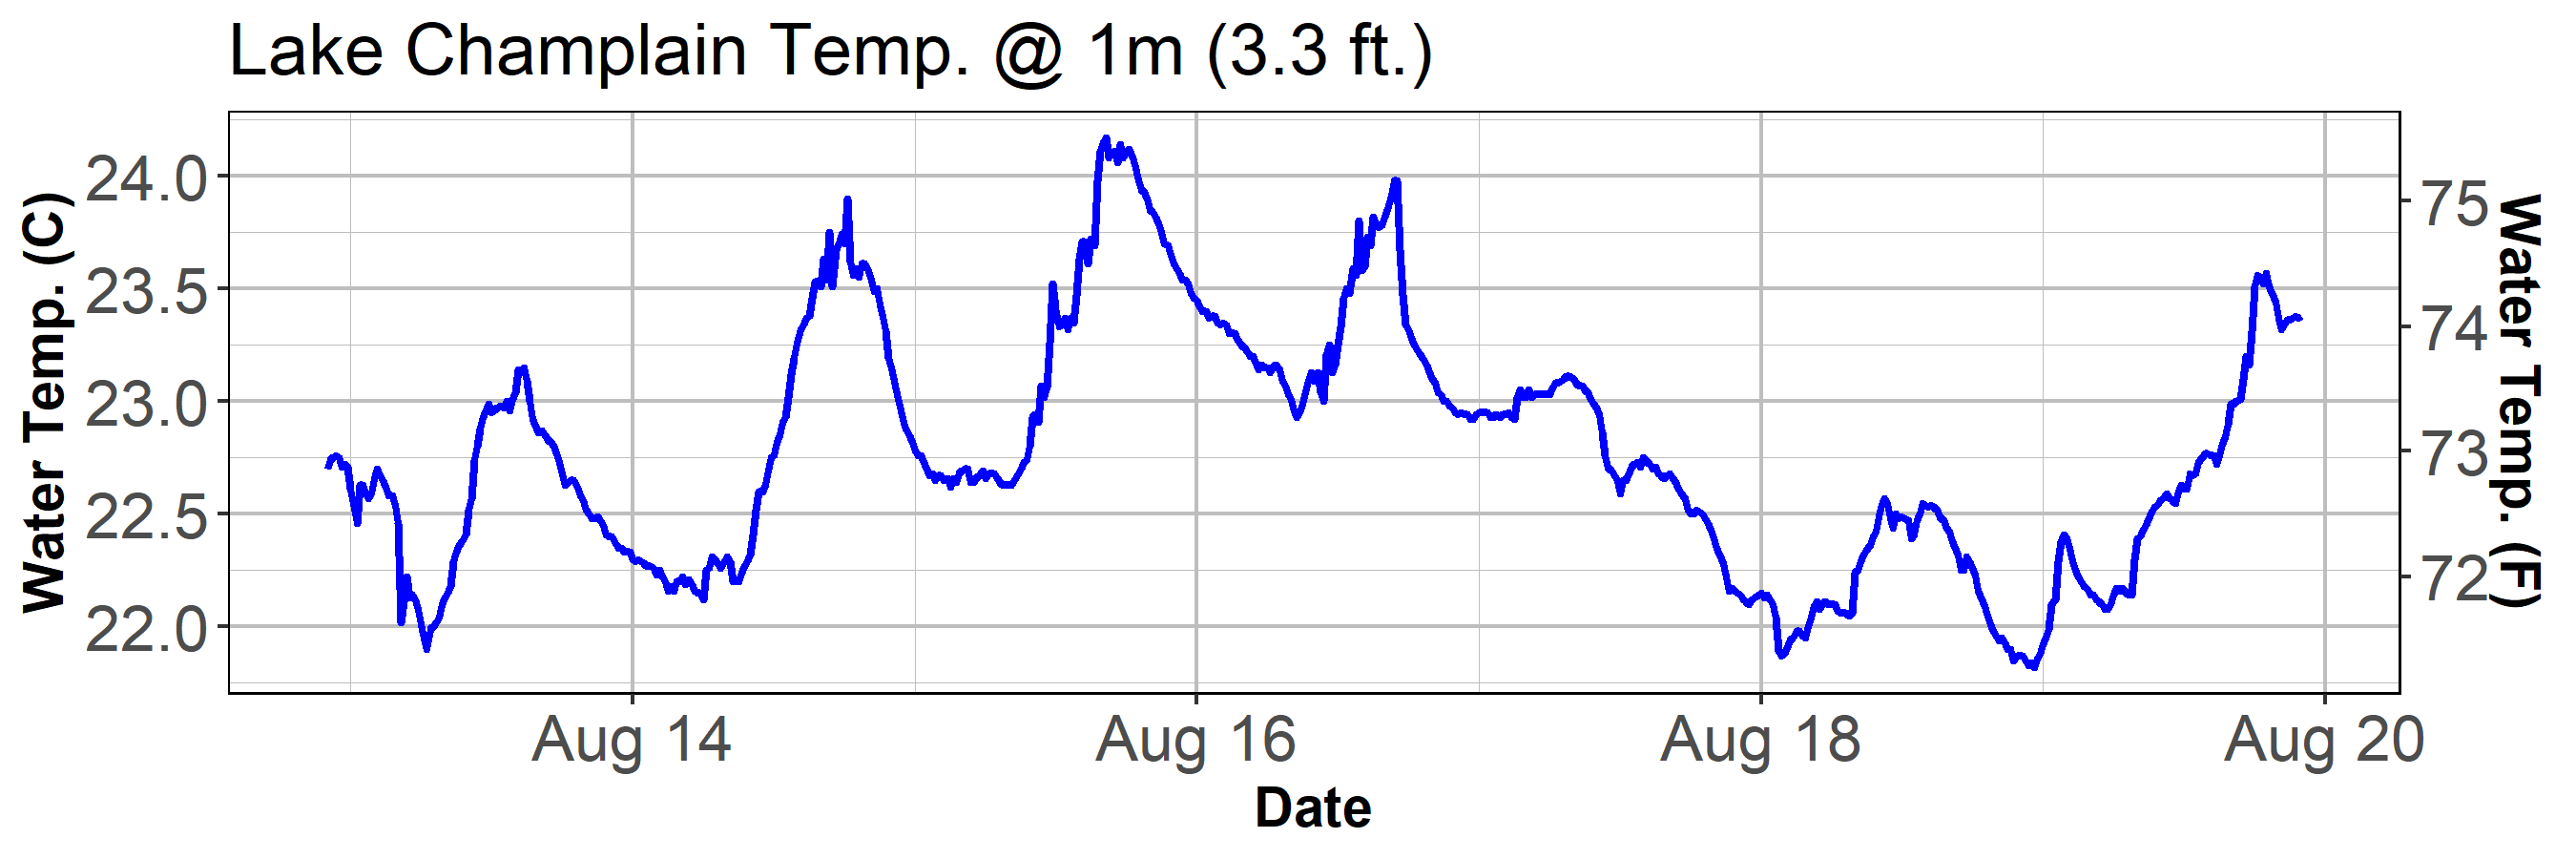 Lake Champlain Temp. @ 1m (3.3 ft.)
Water Temp. (C)
24.0
23.5
23.0
22.5
22.0
75
74
73
72
Water Temp. (F)
Aug 14 Aug 16 Aug 18 Aug 20
Date